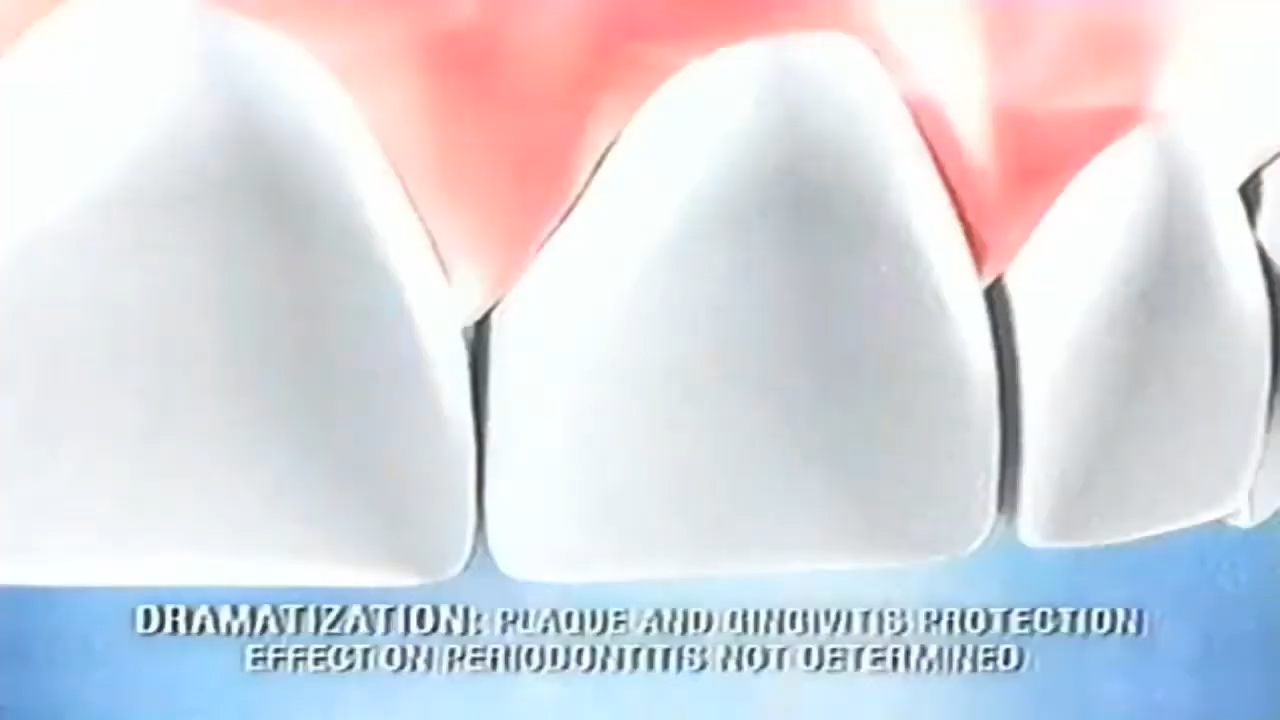 DRAMATIZATION: PLAQUE AND GINGIVITIS PROTECTION
EFFECT ON PERIODONTITIS NOT DETERMINED